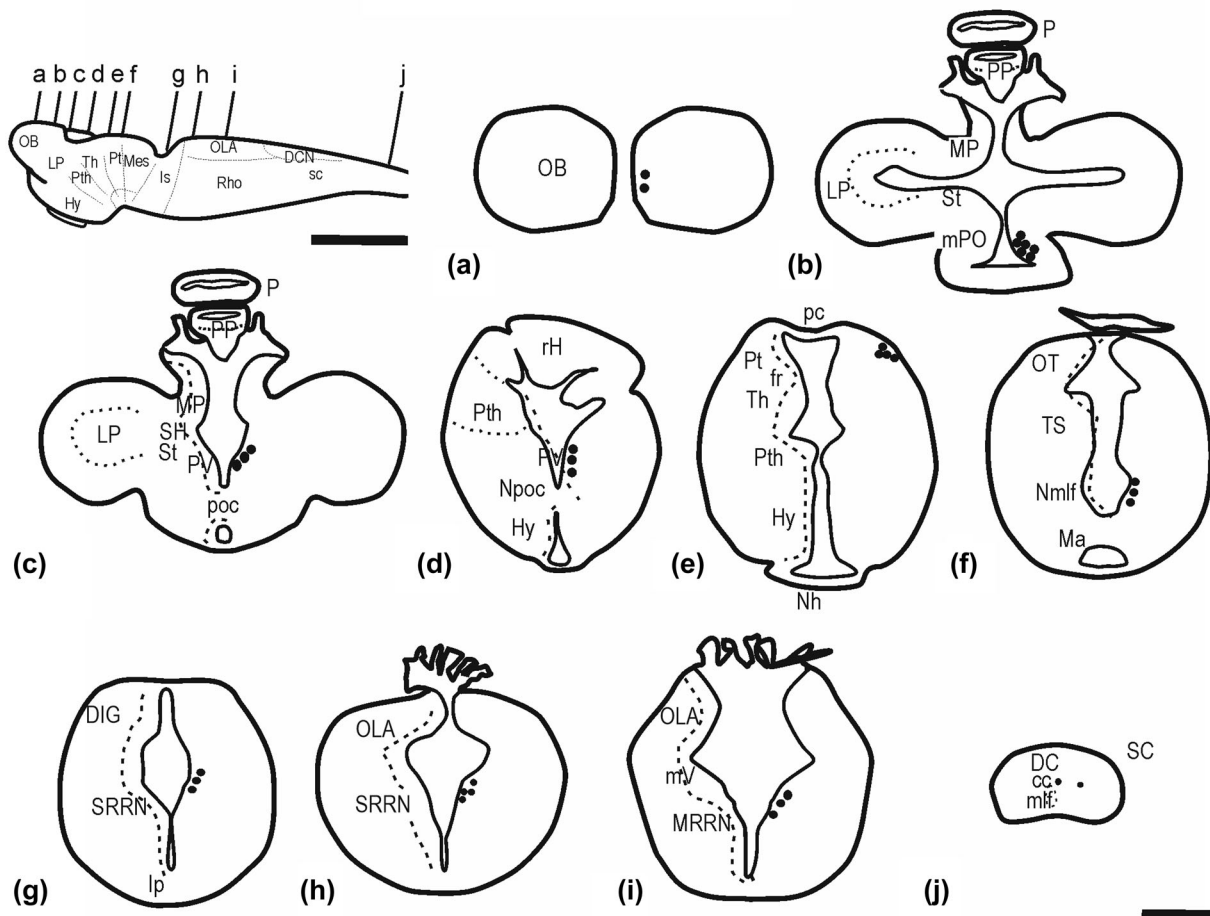 a b c d e f g h i j
OB
LP
Pth
Hy
Th
Pt
Mes
Is
OLA
Rho
DCN
sc
OB
(a)
P
PP
MP
LP
St
mPO
(b)
P
PP
MP
LP
SH
St
PV
poc
(c)
rH
Pth
PV
Npoc
Hy
(d)
pc
Pt
fr
Th
Pth
Hy
Nh
(e)
OT
TS
Nmlf
Ma
(f)
DIG
SRRN
Ip
(g)
OLA
SRRN
(h)
OLA
mV
MRRN
(i)
SC
DC
cc
mlf
(j)